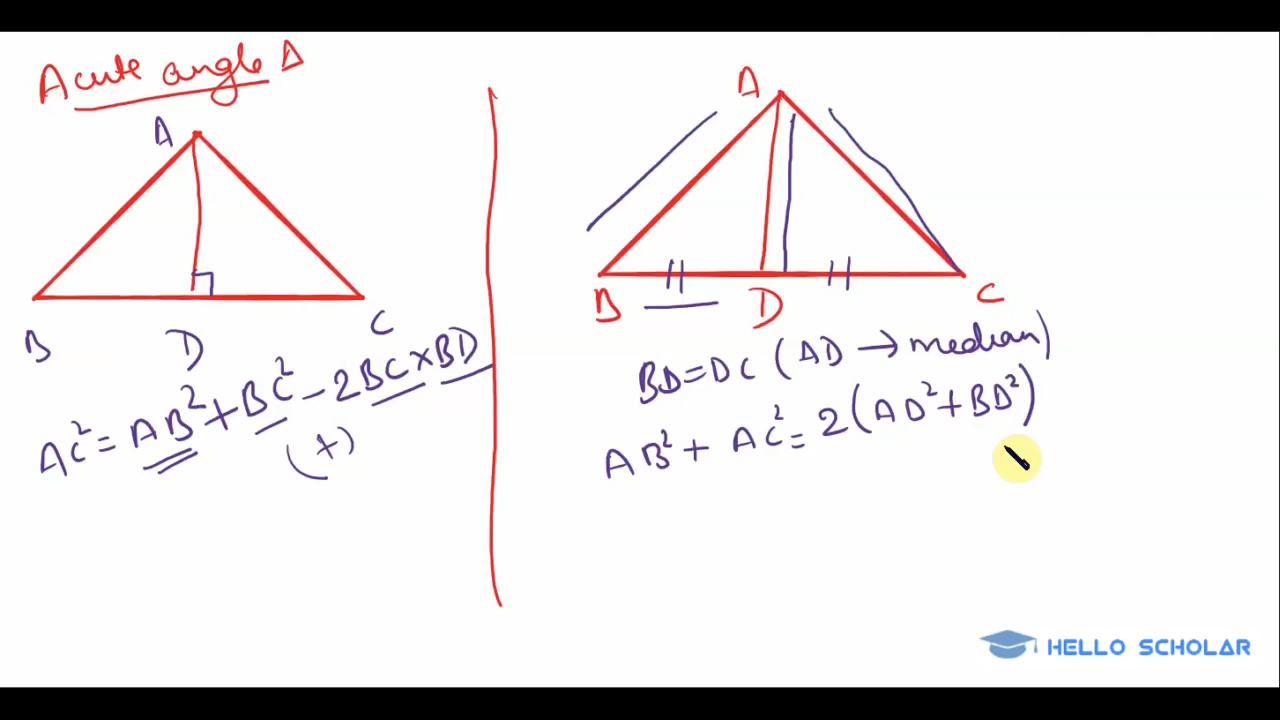 Acute angle Δ
A
B D C
AC² = AB² + BC² - 2BC × BD
(+)
A
B D C
BD = DC (AD → median)
AB² + AC² = 2(AD² + BD²)
HELLO SCHOLAR